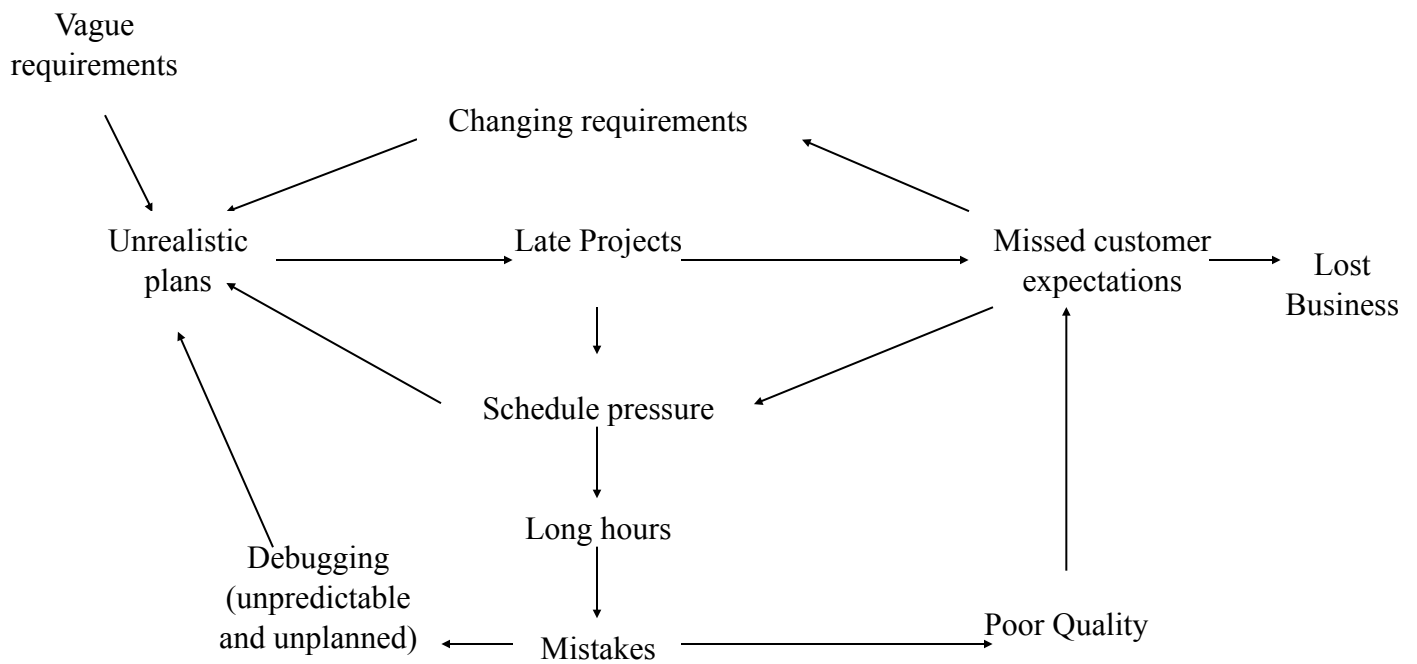 Vague
requirements
Changing requirements
Unrealistic
plans
Late Projects
Missed customer
expectations
Lost
Business
Schedule pressure
Long hours
Debugging
(unpredictable
and unplanned)
Mistakes
Poor Quality